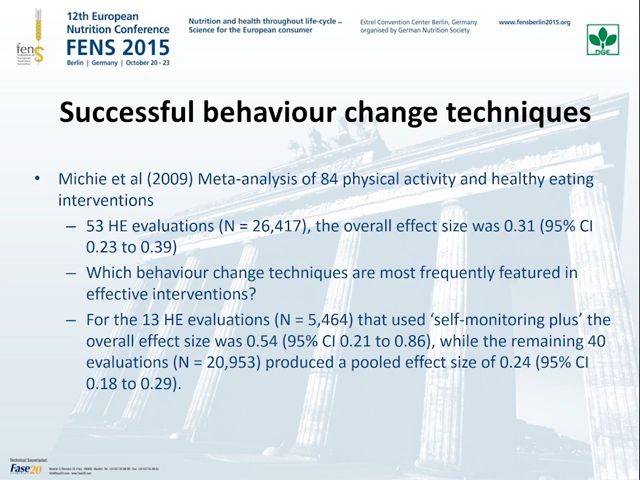 12th European
Nutrition Conference
FENS 2015
Berlin | Germany | October 20 - 23
fens
Nutrition and health throughout life-cycle –
Science for the European consumer
Estrel Convention Center Berlin, Germany
organised by German Nutrition Society
www.fensberlin2015.org
DGE
Successful behaviour change techniques
• Michie et al (2009) Meta-analysis of 84 physical activity and healthy eating
interventions
– 53 HE evaluations (N = 26,417), the overall effect size was 0.31 (95% CI
0.23 to 0.39)
– Which behaviour change techniques are most frequently featured in
effective interventions?
– For the 13 HE evaluations (N = 5,464) that used ‘self-monitoring plus’ the
overall effect size was 0.54 (95% CI 0.21 to 0.86), while the remaining 40
evaluations (N = 20,953) produced a pooled effect size of 0.24 (95% CI
0.18 to 0.29).
Technical Secretariat:
Fase20